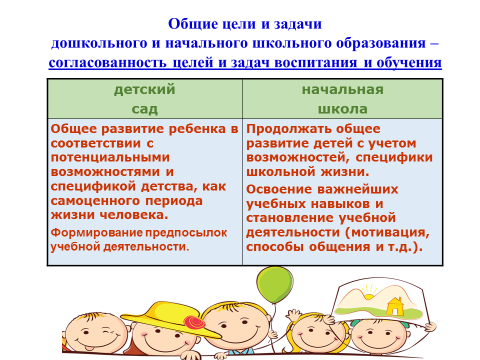 Общие цели и задачи
дошкольного и начального школьного образования –
согласованность целей и задач воспитания и обучения
детский
сад
начальная
школа
Общее развитие ребенка в
соответствии с
потенциальными
возможностями и
спецификой детства, как
самоценного периода
жизни человека.
Формирование предпосылок
учебной деятельности.
Продолжать общее
развитие детей с учетом
возможностей, специфики
школьной жизни.
Освоение важнейших
учебных навыков и
становление учебной
деятельности (мотивация,
способы общения и т.д.).